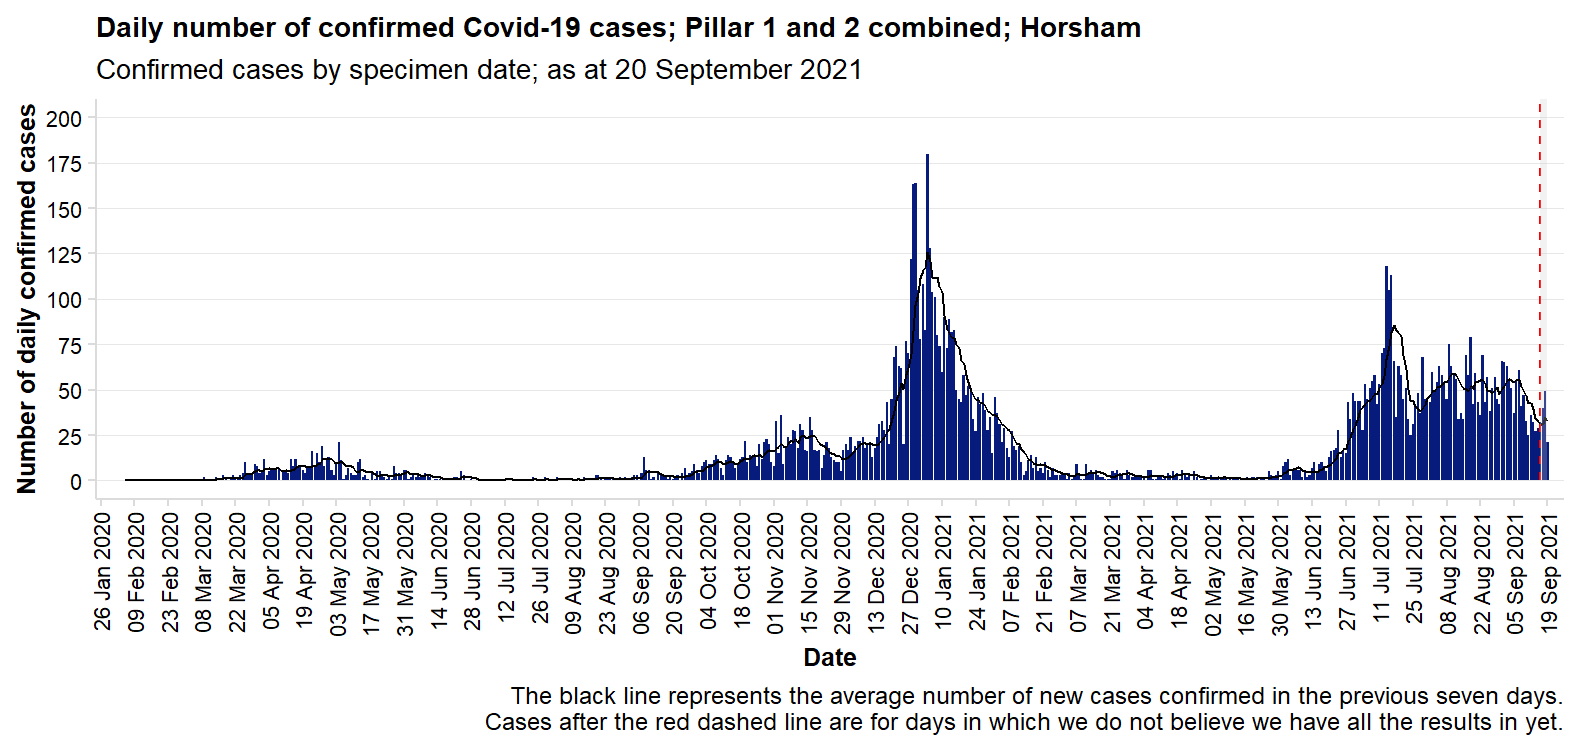 Daily number of confirmed Covid-19 cases; Pillar 1 and 2 combined; Horsham
Confirmed cases by specimen date; as at 20 September 2021
Number of daily confirmed cases
200
175
150
125
100
75
50
25
0
26 Jan 2020
09 Feb 2020
23 Feb 2020
08 Mar 2020
22 Mar 2020
05 Apr 2020
19 Apr 2020
03 May 2020
17 May 2020
31 May 2020
14 Jun 2020
28 Jun 2020
12 Jul 2020
26 Jul 2020
09 Aug 2020
23 Aug 2020
06 Sep 2020
20 Sep 2020
04 Oct 2020
18 Oct 2020
01 Nov 2020
15 Nov 2020
29 Nov 2020
13 Dec 2020
27 Dec 2020
10 Jan 2021
24 Jan 2021
07 Feb 2021
21 Feb 2021
07 Mar 2021
21 Mar 2021
04 Apr 2021
18 Apr 2021
02 May 2021
16 May 2021
30 May 2021
13 Jun 2021
27 Jun 2021
11 Jul 2021
25 Jul 2021
08 Aug 2021
22 Aug 2021
05 Sep 2021
19 Sep 2021
Date
The black line represents the average number of new cases confirmed in the previous seven days.
Cases after the red dashed line are for days in which we do not believe we have all the results in yet.